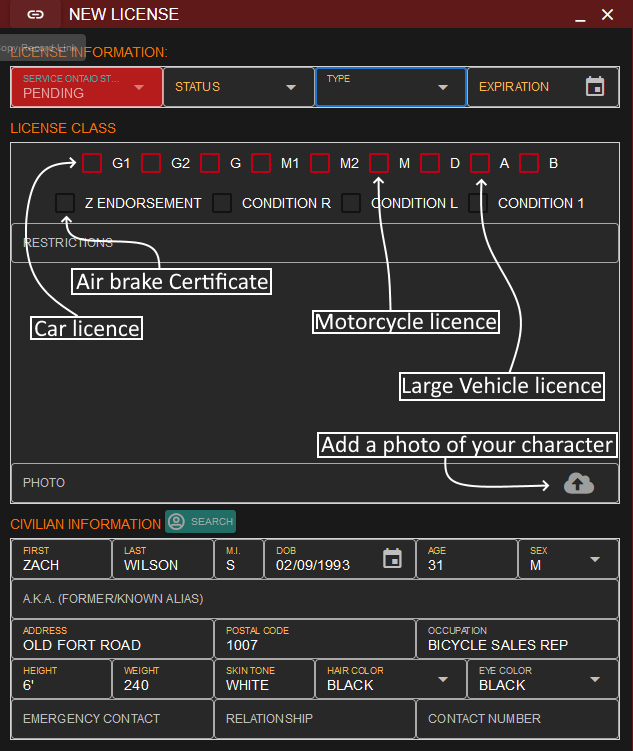 NEW LICENSE
Copy Record Link
LICENSE INFORMATION:
SERVICE ONTAIO ST... STATUS TYPE EXPIRATION
PENDING
LICENSE CLASS
G1 G2 G M1 M2 M D A B
Z ENDORSEMENT CONDITION R CONDITION L CONDITION 1
RESTRICTIONS
Air brake Certificate
Car licence
Motorcycle licence
Large Vehicle licence
Add a photo of your character
PHOTO
CIVILIAN INFORMATION SEARCH
FIRST LAST M.I. DOB AGE SEX
ZACH WILSON S 02/09/1993 31 M
A.K.A. (FORMER/KNOWN ALIAS)
ADDRESS POSTAL CODE OCCUPATION
OLD FORT ROAD 1007 BICYCLE SALES REP
HEIGHT WEIGHT SKIN TONE HAIR COLOR EYE COLOR
6' 240 WHITE BLACK BLACK
EMERGENCY CONTACT RELATIONSHIP CONTACT NUMBER